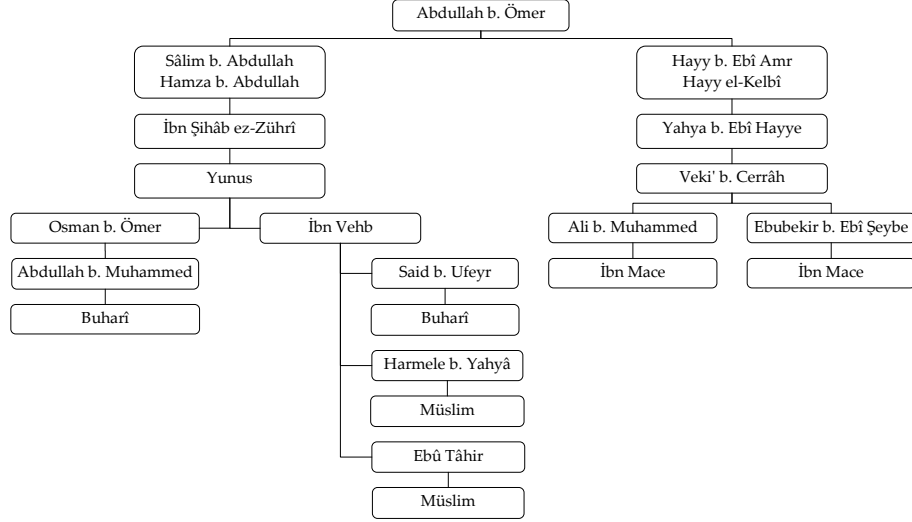 Abdullah b. Ömer
Sâlim b. Abdullah
Hamza b. Abdullah
Hayy b. Ebî Amr
Hayy el-Kelbî
İbn Şihâb ez-Zührî
Yahya b. Ebî Hayye
Yunus
Veki' b. Cerrâh
Osman b. Ömer
İbn Vehb
Ali b. Muhammed
Ebubekir b. Ebî Şeybe
Abdullah b. Muhammed
Said b. Ufeyr
İbn Mace
İbn Mace
Buharî
Buharî
Harmele b. Yahyâ
Müslim
Ebû Tâhir
Müslim